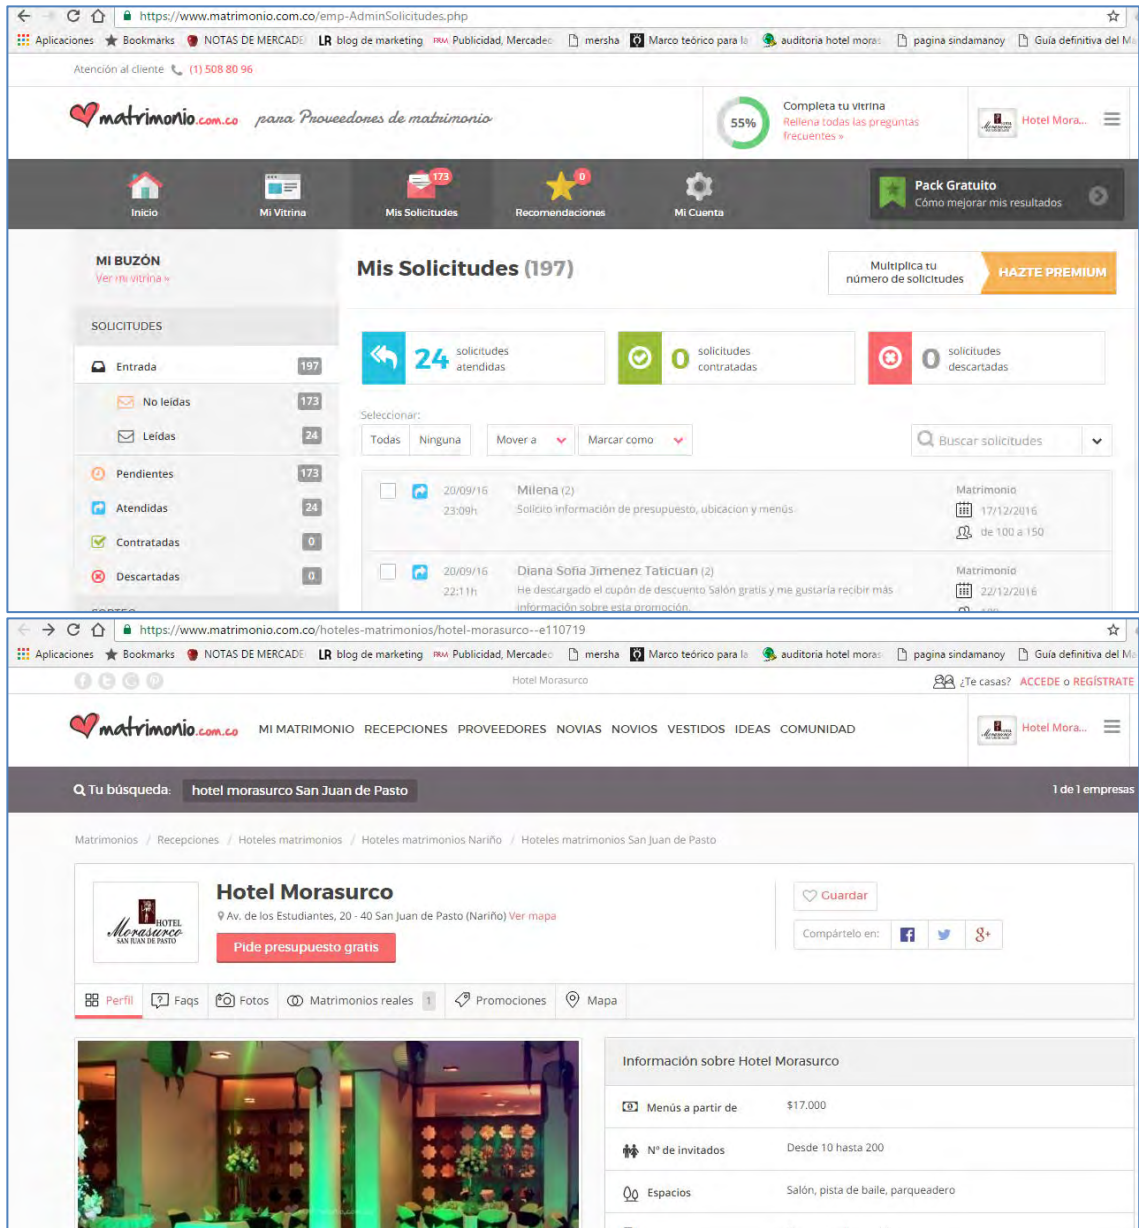 https://www.matrimonio.com.co/emp-AdminSolicitudes.php
Aplicaciones Bookmarks NOTAS DE MERCADE LR blog de marketing PRM Publicidad, Mercadeo mersha Marco teórico para la auditoria hotel moras pagina sindamanoy Guía definitiva del Ma
Atención al cliente (1) 508 80 96
matrimonio.com.co para Proveedores de matrimonio
55%
Completa tu vitrina
Rellena todas las preguntas
frecuentes »
Hotel Mora...
173
0
Inicio Mi Vitrina Mis Solicitudes Recomendaciones Mi Cuenta
Pack Gratuito
Cómo mejorar mis resultados
MI BUZÓN
Ver mi vitrina »
Mis Solicitudes (197)
Multiplica tu
número de solicitudes
HAZTE PREMIUM
SOLICITUDES
Entrada 197
No leídas 173
Leídas 24
Pendientes 173
Atendidas 24
Contratadas 0
Descartadas 0
24 solicitudes
atendidas
0 solicitudes
contratadas
0 solicitudes
descartadas
Seleccionar:
Todas Ninguna Mover a Marcar como Buscar solicitudes
20/09/16 Milena (2) Matrimonio
23:09h Solicito información de presupuesto, ubicacion y menús. 17/12/2016
de 100 a 150
20/09/16 Diana Sofia Jimenez Taticuan (2) Matrimonio
22:11h He descargado el cupón de descuento Salón gratis y me gustaría recibir más 22/12/2016
información sobre esta promoción.
https://www.matrimonio.com.co/hoteles-matrimonios/hotel-morasurco--e110719
Aplicaciones Bookmarks NOTAS DE MERCADE LR blog de marketing PRM Publicidad, Mercadeo mersha Marco teórico para la auditoria hotel moras pagina sindamanoy Guía definitiva del Ma
Hotel Morasurco
¿Te casas? ACCEDE o REGÍSTRATE
matrimonio.com.co MI MATRIMONIO RECEPCIONES PROVEEDORES NOVIAS NOVIOS VESTIDOS IDEAS COMUNIDAD
Hotel Mora...
Tu búsqueda: hotel morasurco San Juan de Pasto 1 de 1 empresas
Matrimonios / Recepciones / Hoteles matrimonios / Hoteles matrimonios Nariño / Hoteles matrimonios San Juan de Pasto
HOTEL
Morasurco
SAN JUAN DE PASTO
Hotel Morasurco
Av. de los Estudiantes, 20 - 40 San Juan de Pasto (Nariño) Ver mapa
Pide presupuesto gratis
Guardar
Compártelo en: 8+
Perfil Faqs Fotos Matrimonios reales 1 Promociones Mapa
Información sobre Hotel Morasurco
Menús a partir de $17.000
Nº de invitados Desde 10 hasta 200
Espacios Salón, pista de baile, parqueadero